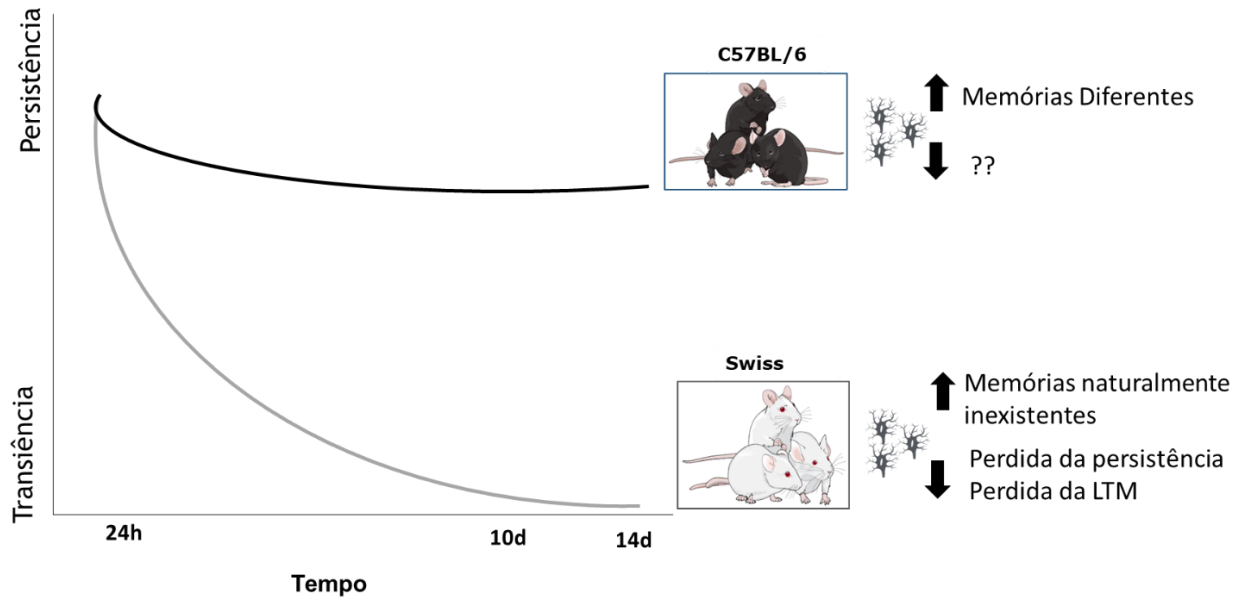 Persistência
Transiência
24h
10d
14d
Tempo
C57BL/6
Memórias Diferentes
??
Swiss
Memórias naturalmente
inexistentes
Perdida da persistência
Perdida da LTM